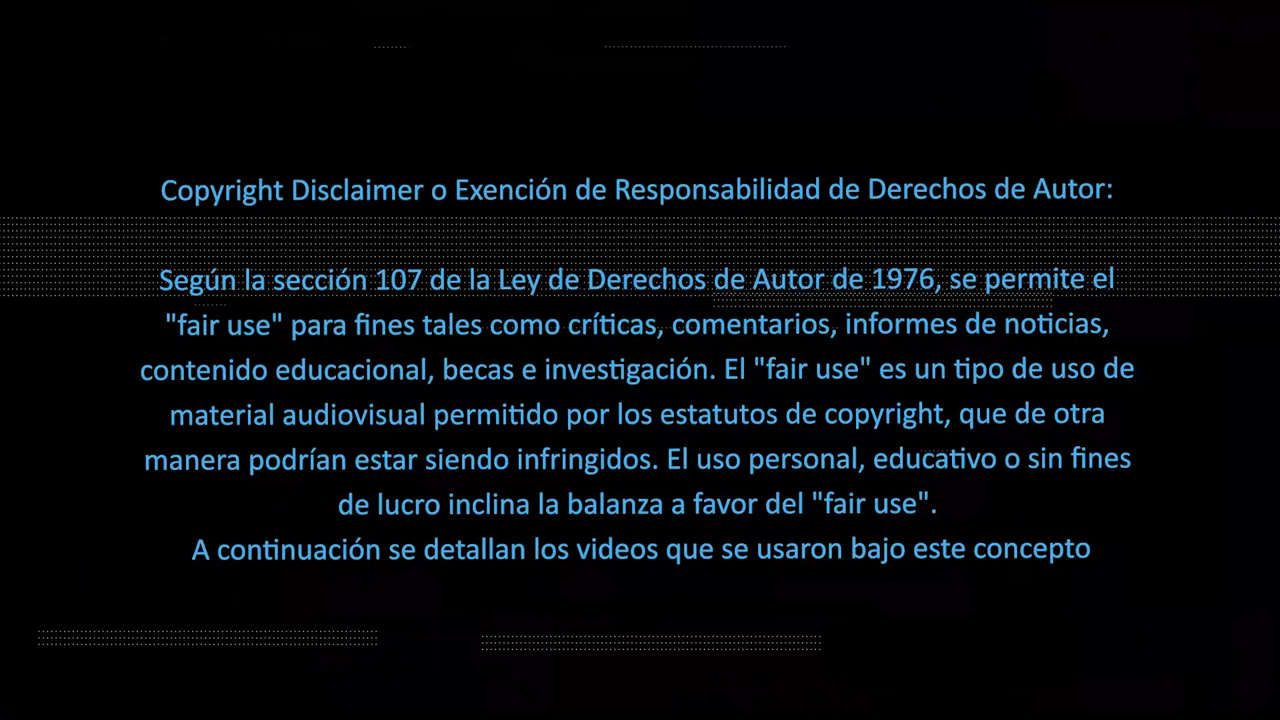 Copyright Disclaimer o Exención de Responsabilidad de Derechos de Autor:
Según la sección 107 de la Ley de Derechos de Autor de 1976, se permite el
"fair use" para fines tales como críticas, comentarios, informes de noticias,
contenido educacional, becas e investigación. El "fair use" es un tipo de uso de
material audiovisual permitido por los estatutos de copyright, que de otra
manera podrían estar siendo infringidos. El uso personal, educativo o sin fines
de lucro inclina la balanza a favor del "fair use".
A continuación se detallan los videos que se usaron bajo este concepto